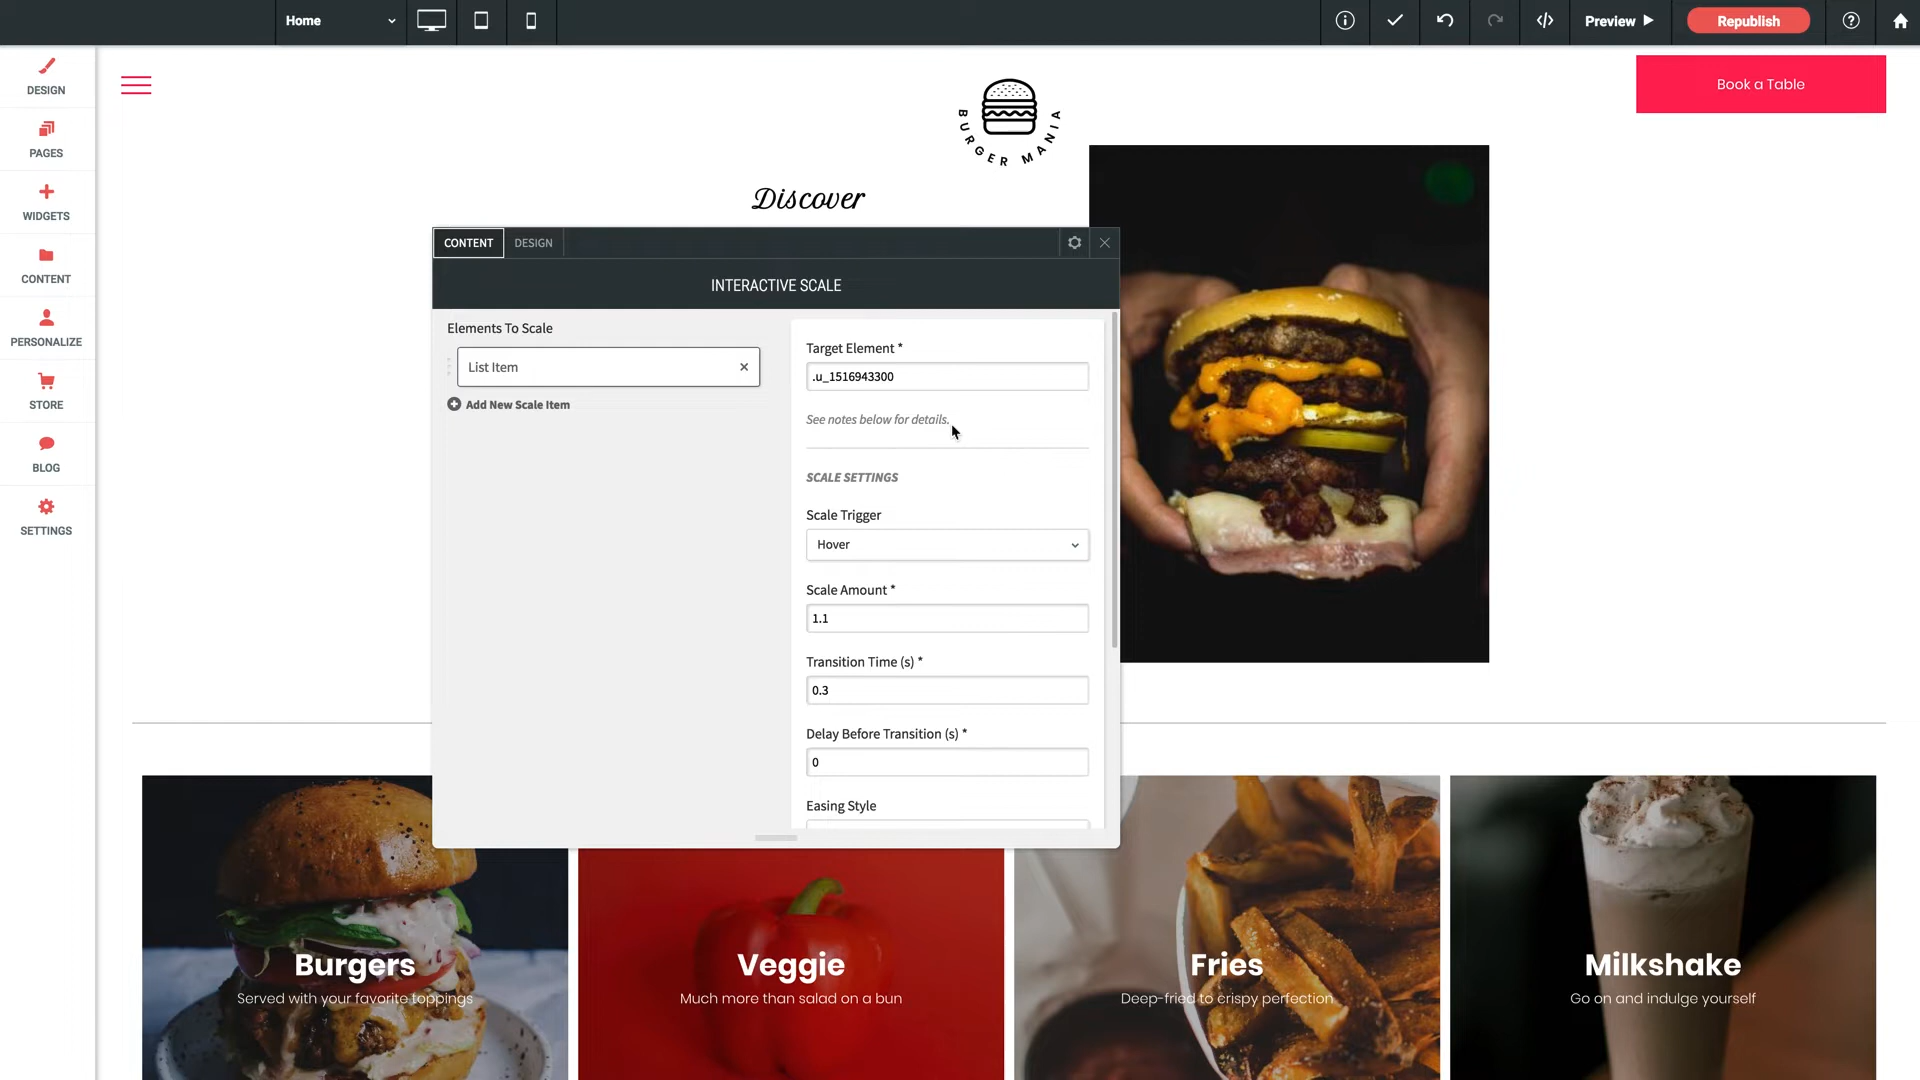 Home
Preview
Republish
DESIGN
PAGES
WIDGETS
CONTENT
PERSONALIZE
STORE
BLOG
SETTINGS
BURGER MANIA
Book a Table
Discover
CONTENT DESIGN
INTERACTIVE SCALE
Elements To Scale
List Item
Add New Scale Item
Target Element *
.u_1516943300
See notes below for details.
SCALE SETTINGS
Scale Trigger
Hover
Scale Amount *
1.1
Transition Time (s) *
0.3
Delay Before Transition (s) *
0
Easing Style
Burgers
Served with your favorite toppings
Veggie
Much more than salad on a bun
Fries
Deep-fried to crispy perfection
Milkshake
Go on and indulge yourself